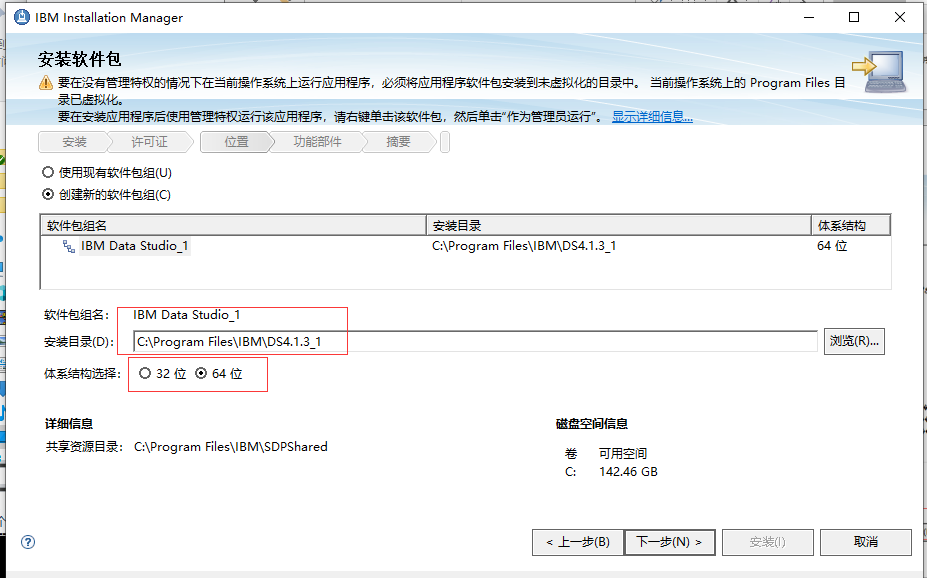 IBM Installation Manager
安装软件包
要在没有管理特权的情况下在当前操作系统上运行应用程序，必须将应用程序软件包安装到未虚拟化的目录中。 当前操作系统上的 Program Files 目
录已虚拟化。
要在安装应用程序后使用管理特权运行该应用程序，请右键单击该软件包，然后单击“作为管理员运行”。 显示详细信息...
安装 许可证 位置 功能部件 摘要
使用现有软件包组(U)
创建新的软件包组(C)
软件包组名 安装目录 体系结构
IBM Data Studio_1 C:\Program Files\IBM\DS4.1.3_1 64 位
软件包组名： IBM Data Studio_1
安装目录(D)： C:\Program Files\IBM\DS4.1.3_1 浏览(R)...
体系结构选择： 32 位 64 位
详细信息 磁盘空间信息
共享资源目录： C:\Program Files\IBM\SDPShared
卷 可用空间
C: 142.46 GB
? < 上一步(B) 下一步(N) > 安装(I) 取消